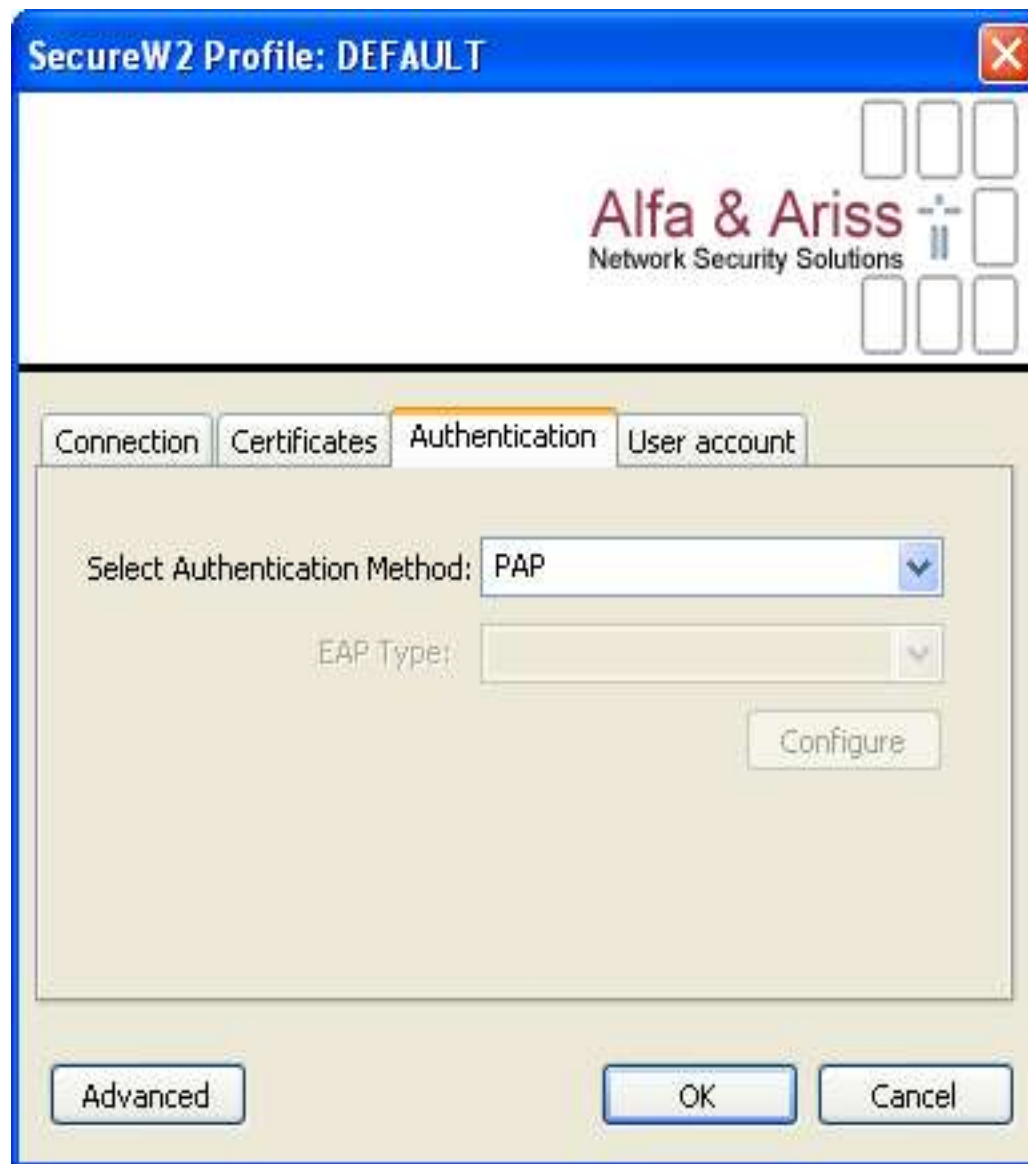 SecureW2 Profile: DEFAULT
Alfa & Ariss
Network Security Solutions
Connection Certificates Authentication User account
Select Authentication Method: PAP
EAP Type:
Configure
Advanced OK Cancel